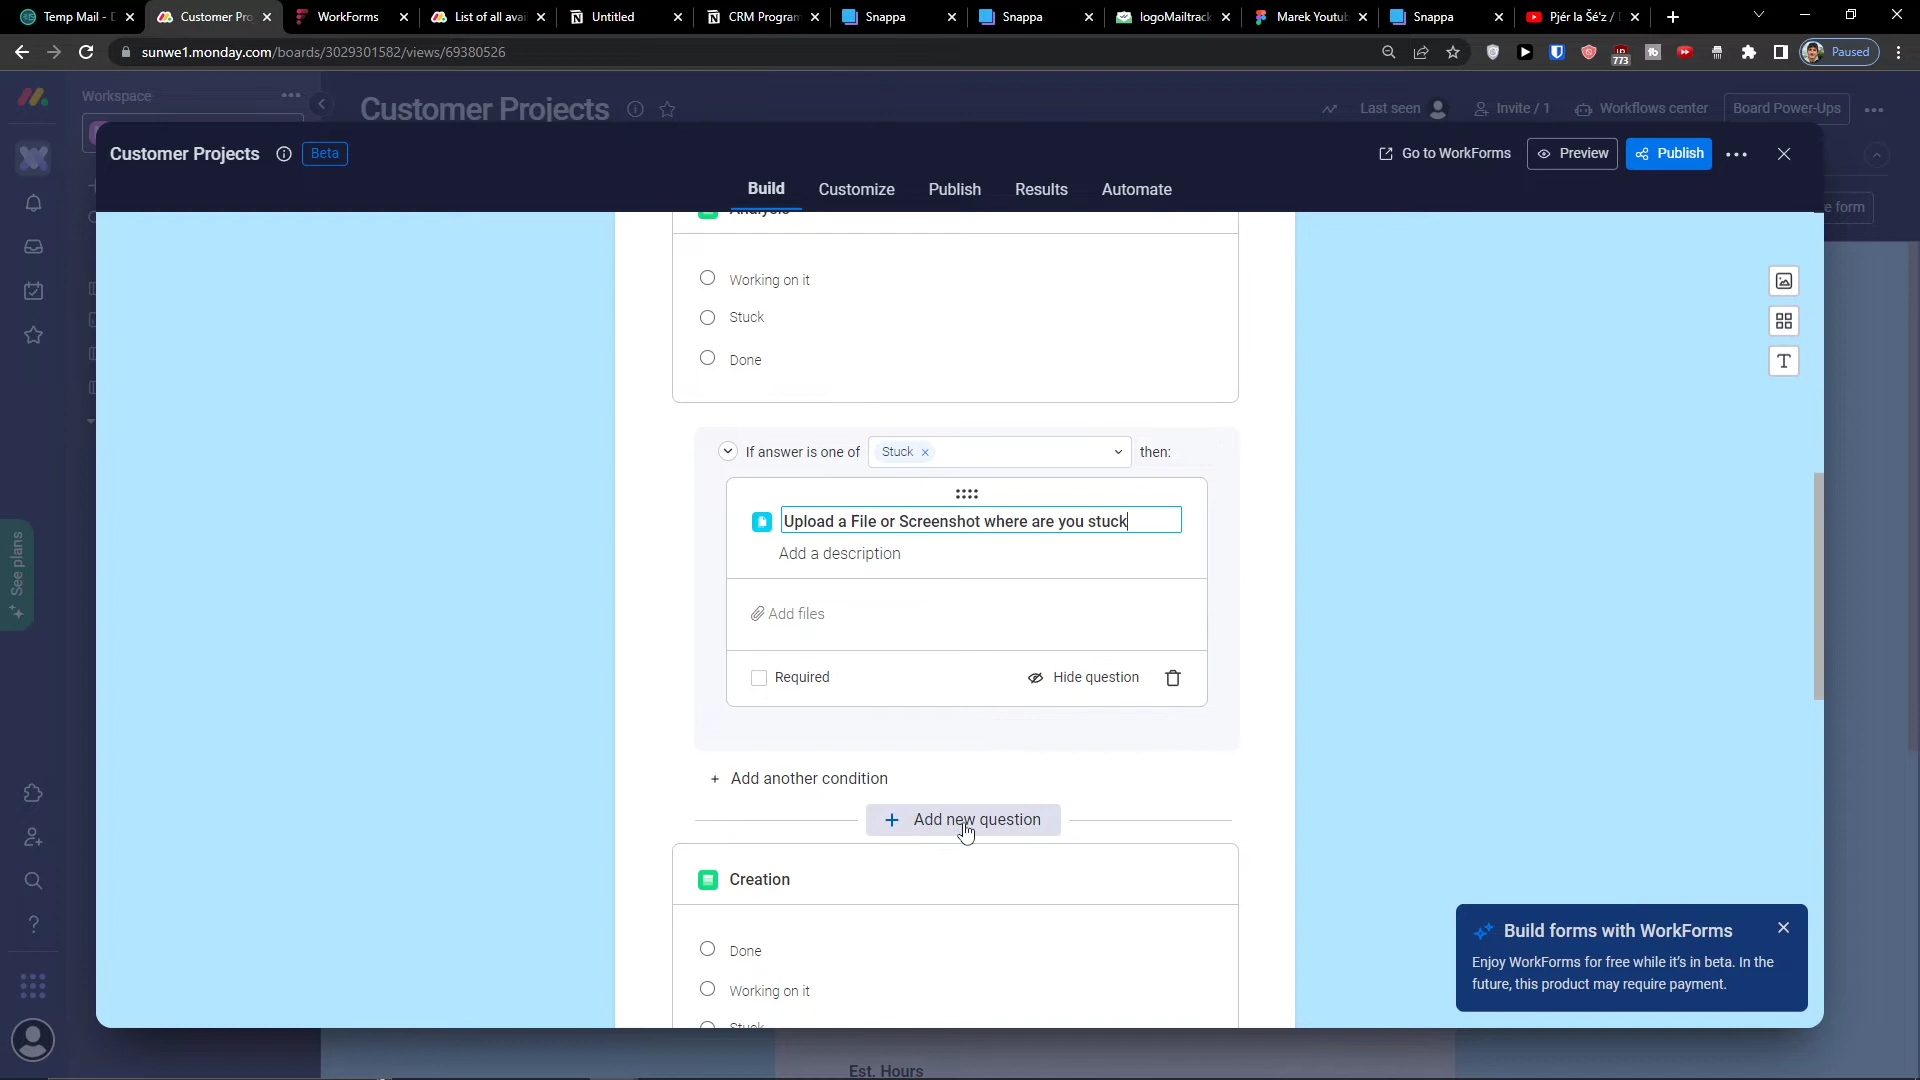 Temp Mail - D
Customer Pro
WorkForms
List of all avai
Untitled
CRM Program
Snappa
Snappa
logoMailtrack
Marek Youtub
Snappa
Pjér la Šé'z /
sunwe1.monday.com/boards/3029301582/views/69380526
773
Paused
Workspace
Customer Projects
Last seen
Invite / 1
Workflows center
Board Power-Ups
Customer Projects
Beta
Go to WorkForms
Preview
Publish
Build
Customize
Publish
Results
Automate
e form
Analysis
Working on it
Stuck
Done
If answer is one of
Stuck
then:
Upload a File or Screenshot where are you stuck
Add a description
Add files
Required
Hide question
See plans
+ Add another condition
+ Add new question
Creation
Done
Working on it
Stuck
Build forms with WorkForms
Enjoy WorkForms for free while it's in beta. In the
future, this product may require payment.
Est. Hours